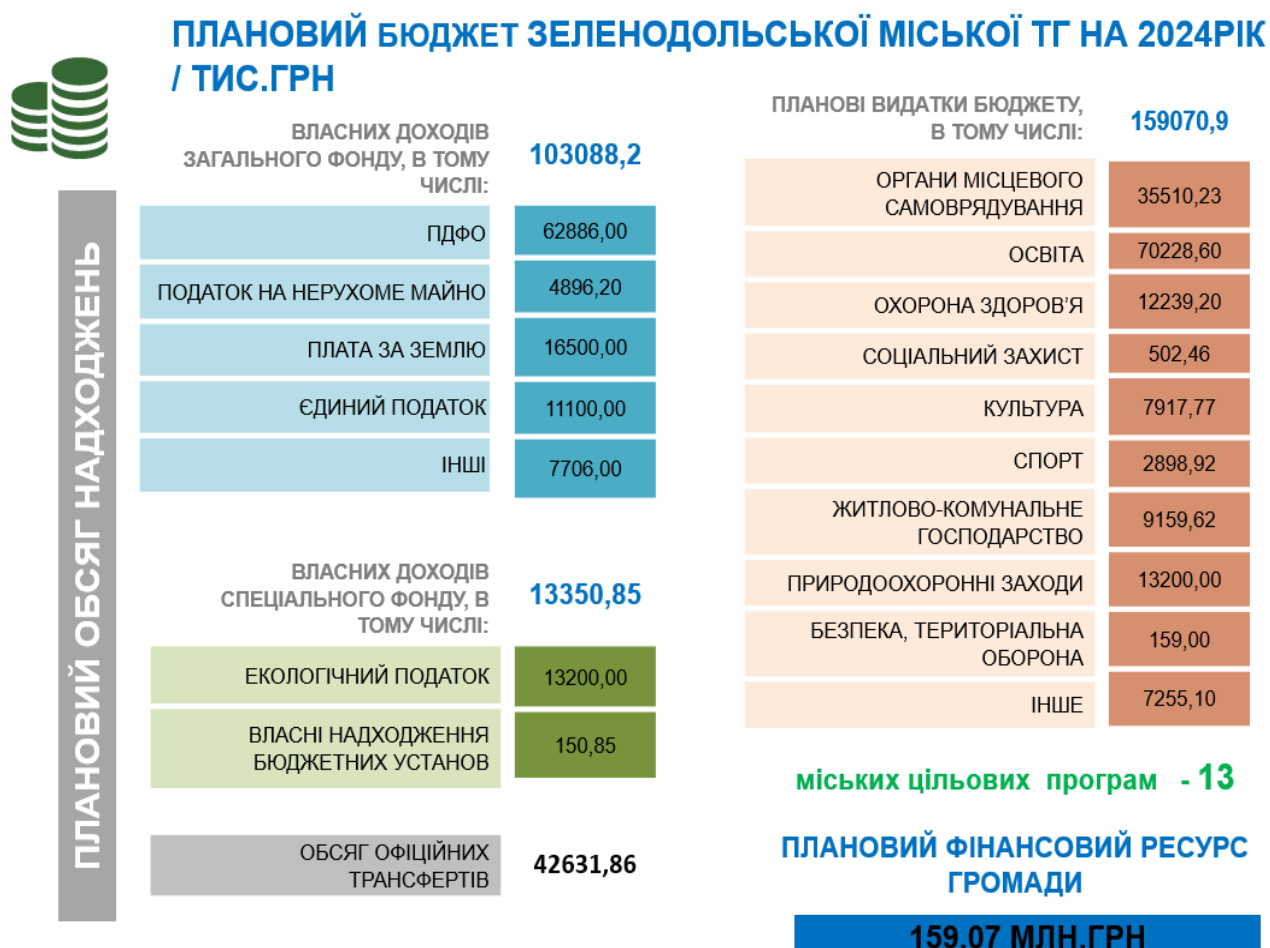 ПЛАНОВИЙ БЮДЖЕТ ЗЕЛЕНОДОЛЬСЬКОЇ МІСЬКОЇ ТГ НА 2024РІК
/ ТИС.ГРН
ПЛАНОВИЙ ОБСЯГ НАДХОДЖЕНЬ
ВЛАСНИХ ДОХОДІВ
ЗАГАЛЬНОГО ФОНДУ, В ТОМУ
ЧИСЛІ:
103088,2
ПДФО 62886,00
ПОДАТОК НА НЕРУХОМЕ МАЙНО 4896,20
ПЛАТА ЗА ЗЕМЛЮ 16500,00
ЄДИНИЙ ПОДАТОК 11100,00
ІНШІ 7706,00
ВЛАСНИХ ДОХОДІВ
СПЕЦІАЛЬНОГО ФОНДУ, В
ТОМУ ЧИСЛІ:
13350,85
ЕКОЛОГІЧНИЙ ПОДАТОК 13200,00
ВЛАСНІ НАДХОДЖЕННЯ
БЮДЖЕТНИХ УСТАНОВ
150,85
ОБСЯГ ОФІЦІЙНИХ
ТРАНСФЕРТІВ
42631,86
ПЛАНОВІ ВИДАТКИ БЮДЖЕТУ,
В ТОМУ ЧИСЛІ:
159070,9
ОРГАНИ МІСЦЕВОГО
САМОВРЯДУВАННЯ
35510,23
ОСВІТА 70228,60
ОХОРОНА ЗДОРОВ’Я 12239,20
СОЦІАЛЬНИЙ ЗАХИСТ 502,46
КУЛЬТУРА 7917,77
СПОРТ 2898,92
ЖИТЛОВО-КОМУНАЛЬНЕ
ГОСПОДАРСТВО
9159,62
ПРИРОДООХОРОННІ ЗАХОДИ 13200,00
БЕЗПЕКА, ТЕРИТОРІАЛЬНА
ОБОРОНА
159,00
ІНШЕ 7255,10
міських цільових програм - 13
ПЛАНОВИЙ ФІНАНСОВИЙ РЕСУРС
ГРОМАДИ
159,07 МЛН.ГРН